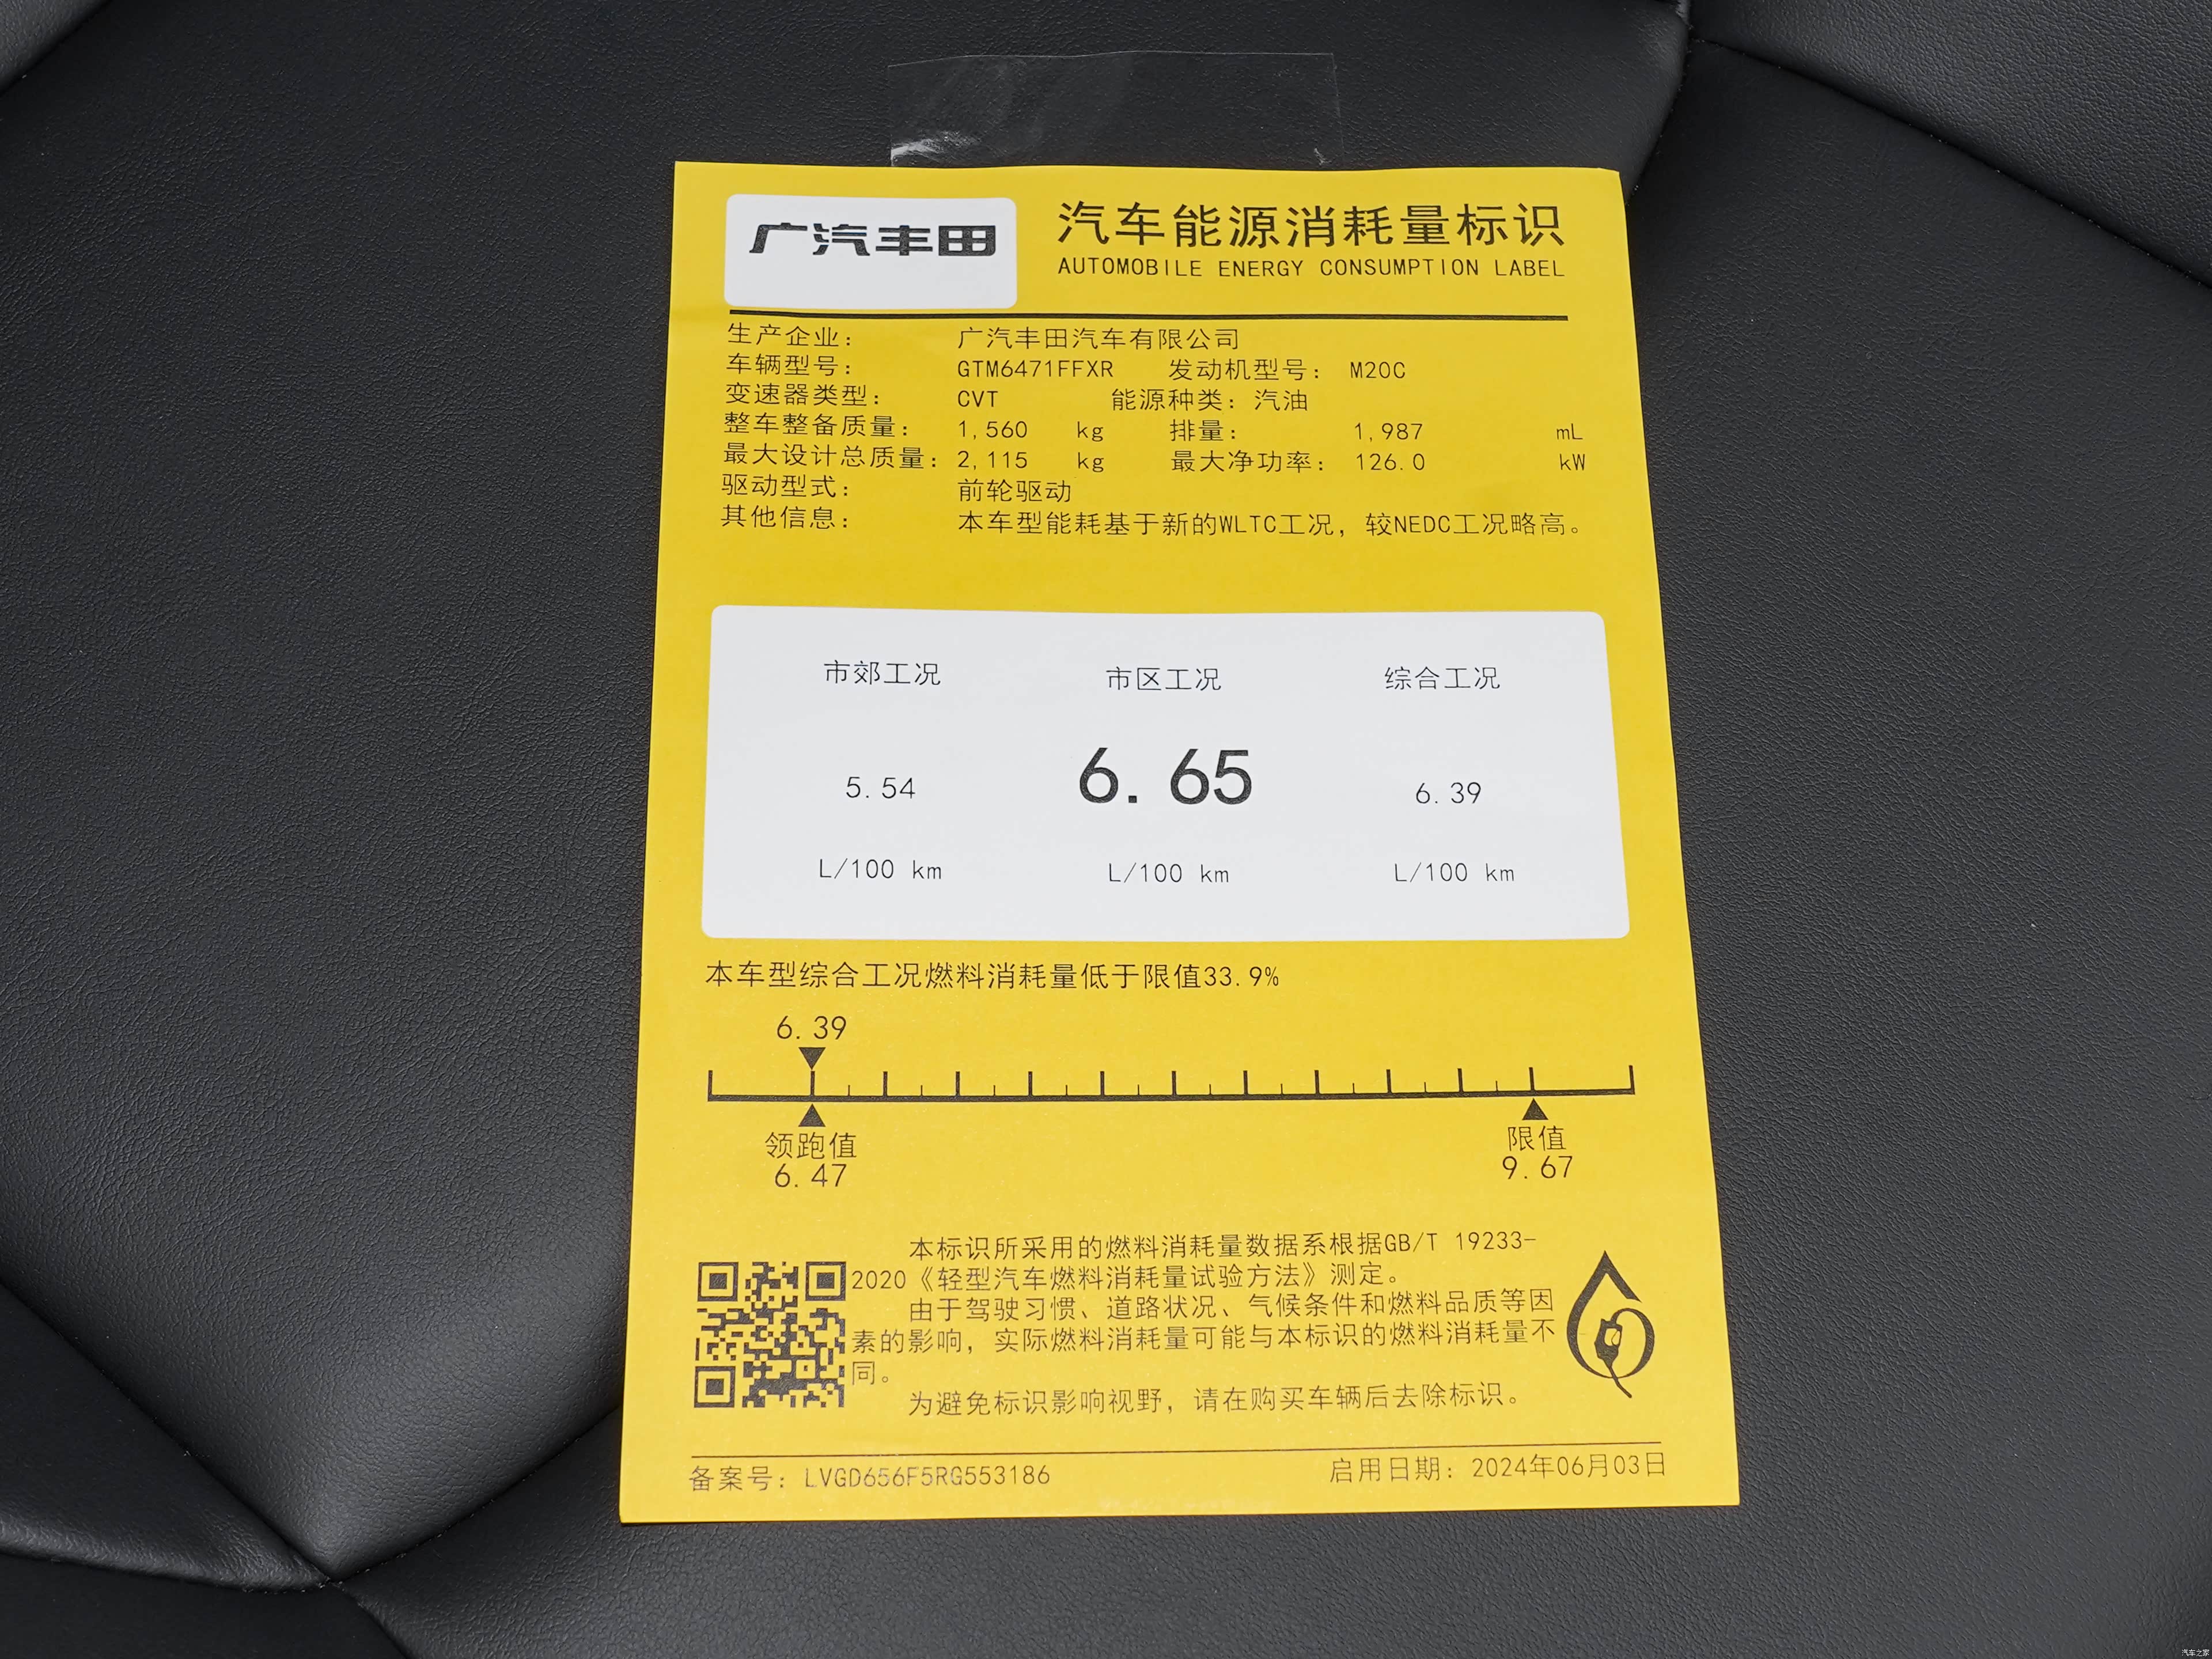 广汽丰田
汽车能源消耗量标识
AUTOMOBILE ENERGY CONSUMPTION LABEL
生产企业： 广汽丰田汽车有限公司
车辆型号： GTM6471FFXR 发动机型号： M20C
变速器类型： CVT 能源种类：汽油
整车整备质量： 1,560 kg 排量： 1,987 mL
最大设计总质量： 2,115 kg 最大净功率： 126.0 kW
驱动型式： 前轮驱动
其他信息： 本车型能耗基于新的WLTC工况，较NEDC工况略高。
市郊工况 市区工况 综合工况
5.54 6.65 6.39
L/100 km L/100 km L/100 km
本车型综合工况燃料消耗量低于限值33.9%
6.39
领跑值 限值
6.47 9.67
本标识所采用的燃料消耗量数据系根据GB/T 19233-
2020《轻型汽车燃料消耗量试验方法》测定。
由于驾驶习惯、道路状况、气候条件和燃料品质等因
素的影响，实际燃料消耗量可能与本标识的燃料消耗量不
同。
为避免标识影响视野，请在购买车辆后去除标识。
备案号：LVGD656F5RG553186 启用日期：2024年06月03日
汽车之家